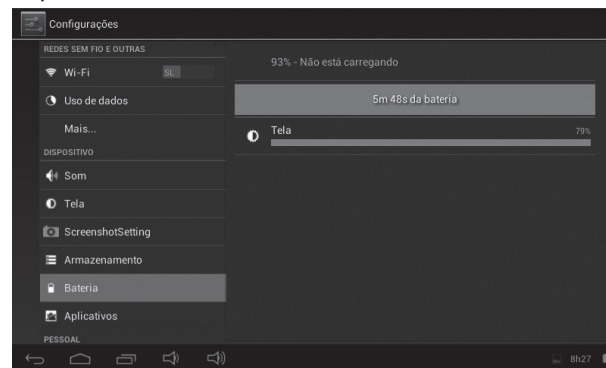 Configurações
REDES SEM FIO E OUTRAS
Wi-Fi SL
Uso de dados
Mais...
DISPOSITIVO
Som
Tela
ScreenshotSetting
Armazenamento
Bateria
Aplicativos
PESSOAL
93% - Não está carregando
5m 48s da bateria
Tela 79%
8h27